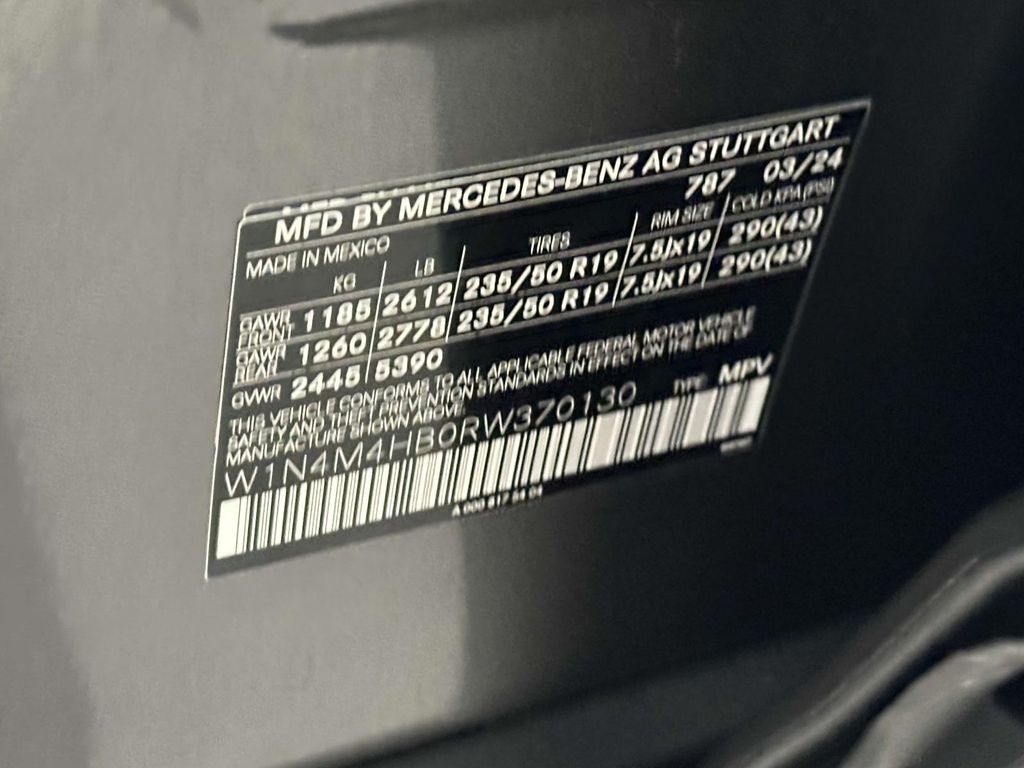 MFD BY MERCEDES-BENZ AG STUTTGART
MADE IN MEXICO 787 03/24
KG LB TIRES RIM SIZE COLD KPA(PSI)
GAWR FRONT 1185 2612 235/50 R19 7.5Jx19 290(43)
GAWR REAR 1260 2778 235/50 R19 7.5Jx19 290(43)
GVWR 2445 5390
THIS VEHICLE CONFORMS TO ALL APPLICABLE FEDERAL MOTOR VEHICLE
SAFETY AND THEFT PREVENTION STANDARDS IN EFFECT ON THE DATE OF
MANUFACTURE SHOWN ABOVE.
W1N4M4HB0RW370130 TYPE: MPV